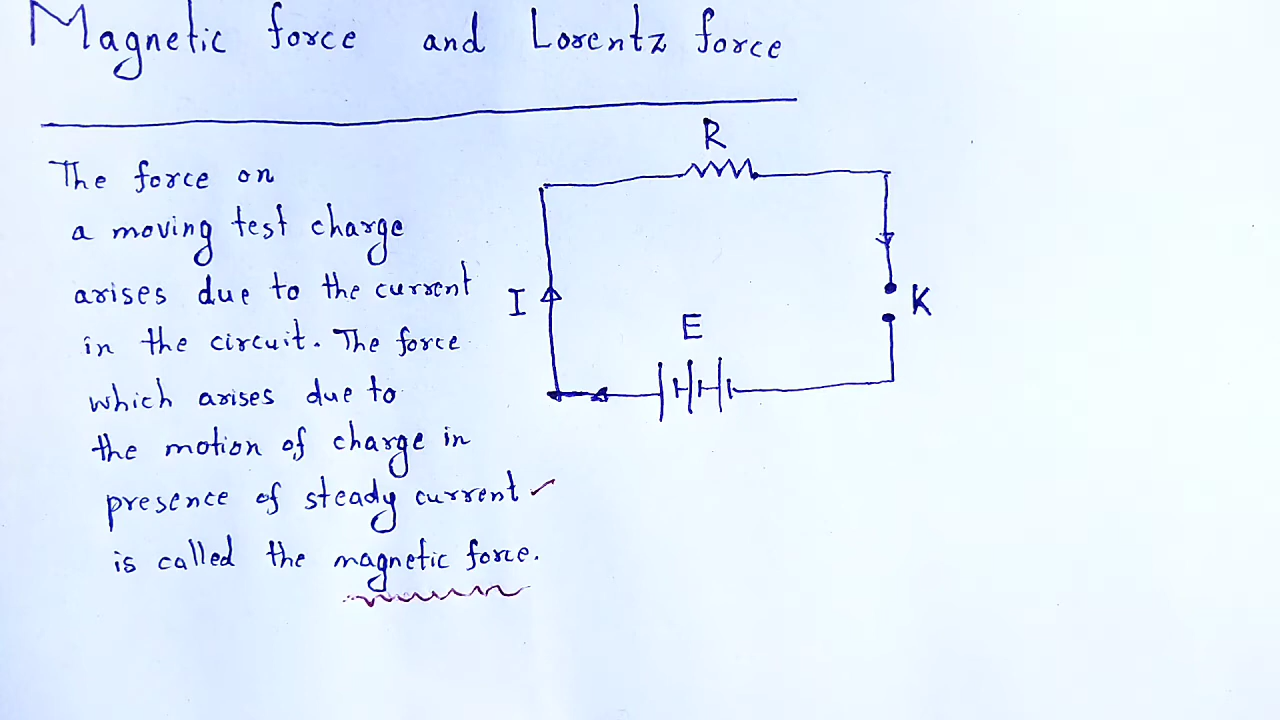 Magnetic force and Lorentz force
The force on
a moving test charge
arises due to the current
in the circuit. The force
which arises due to
the motion of charge in
presence of steady current
is called the magnetic force.
R
I
K
E